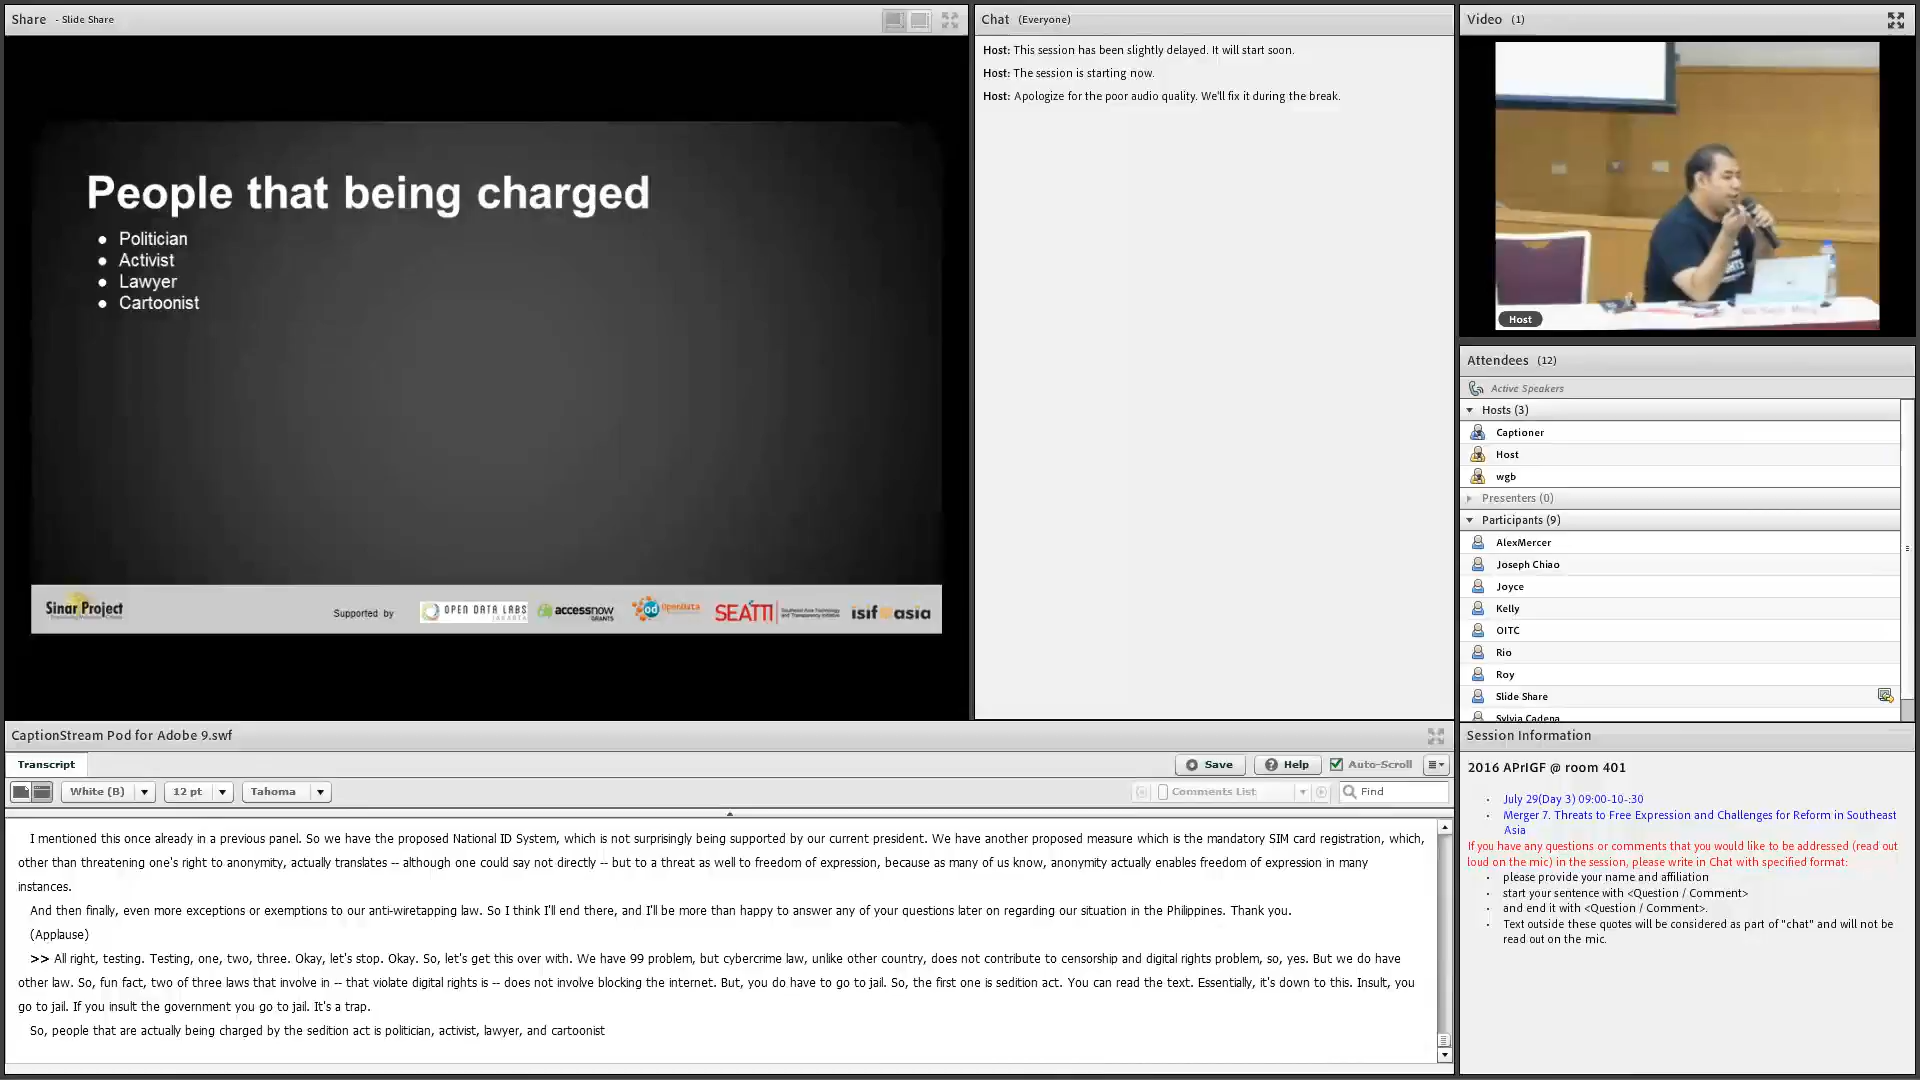 Share - Slide Share
People that being charged
● Politician
● Activist
● Lawyer
● Cartoonist
Sinar Project
Supported by
OPEN DATA LABS
JAKARTA
accessnow
GRANTS
od OpenData
SEATTI Southeast Asia Technology
and Transparency Initiative
isif asia
Chat (Everyone)
Host: This session has been slightly delayed. It will start soon.
Host: The session is starting now.
Host: Apologize for the poor audio quality. We'll fix it during the break.
Video (1)
Host
Attendees (12)
Active Speakers
Hosts (3)
Captioner
Host
wgb
Presenters (0)
Participants (9)
AlexMercer
Joseph Chiao
Joyce
Kelly
OITC
Rio
Roy
Slide Share
Sylvia Cadena
CaptionStream Pod for Adobe 9.swf
Transcript
Save
Help
Auto-Scroll
White (B)
12 pt
Tahoma
Comments List
Find
I mentioned this once already in a previous panel. So we have the proposed National ID System, which is not surprisingly being supported by our current president. We have another proposed measure which is the mandatory SIM card registration, which,
other than threatening one's right to anonymity, actually translates -- although one could say not directly -- but to a threat as well to freedom of expression, because as many of us know, anonymity actually enables freedom of expression in many
instances.
And then finally, even more exceptions or exemptions to our anti-wiretapping law. So I think I'll end there, and I'll be more than happy to answer any of your questions later on regarding our situation in the Philippines. Thank you.
(Applause)
>> All right, testing. Testing, one, two, three. Okay, let's stop. Okay. So, let's get this over with. We have 99 problem, but cybercrime law, unlike other country, does not contribute to censorship and digital rights problem, so, yes. But we do have
other law. So, fun fact, two of three laws that involve in -- that violate digital rights is -- does not involve blocking the internet. But, you do have to go to jail. So, the first one is sedition act. You can read the text. Essentially, it's down to this. Insult, you
go to jail. If you insult the government you go to jail. It's a trap.
So, people that are actually being charged by the sedition act is politician, activist, lawyer, and cartoonist
Session Information
2016 APrIGF @ room 401
· July 29(Day 3) 09:00-10-:30
· Merger 7. Threats to Free Expression and Challenges for Reform in Southeast
Asia
If you have any questions or comments that you would like to be addressed (read out
loud on the mic) in the session, please write in Chat with specified format:
· please provide your name and affiliation
· start your sentence with <Question / Comment>
· and end it with <Question / Comment>.
· Text outside these quotes will be considered as part of "chat" and will not be
read out on the mic.